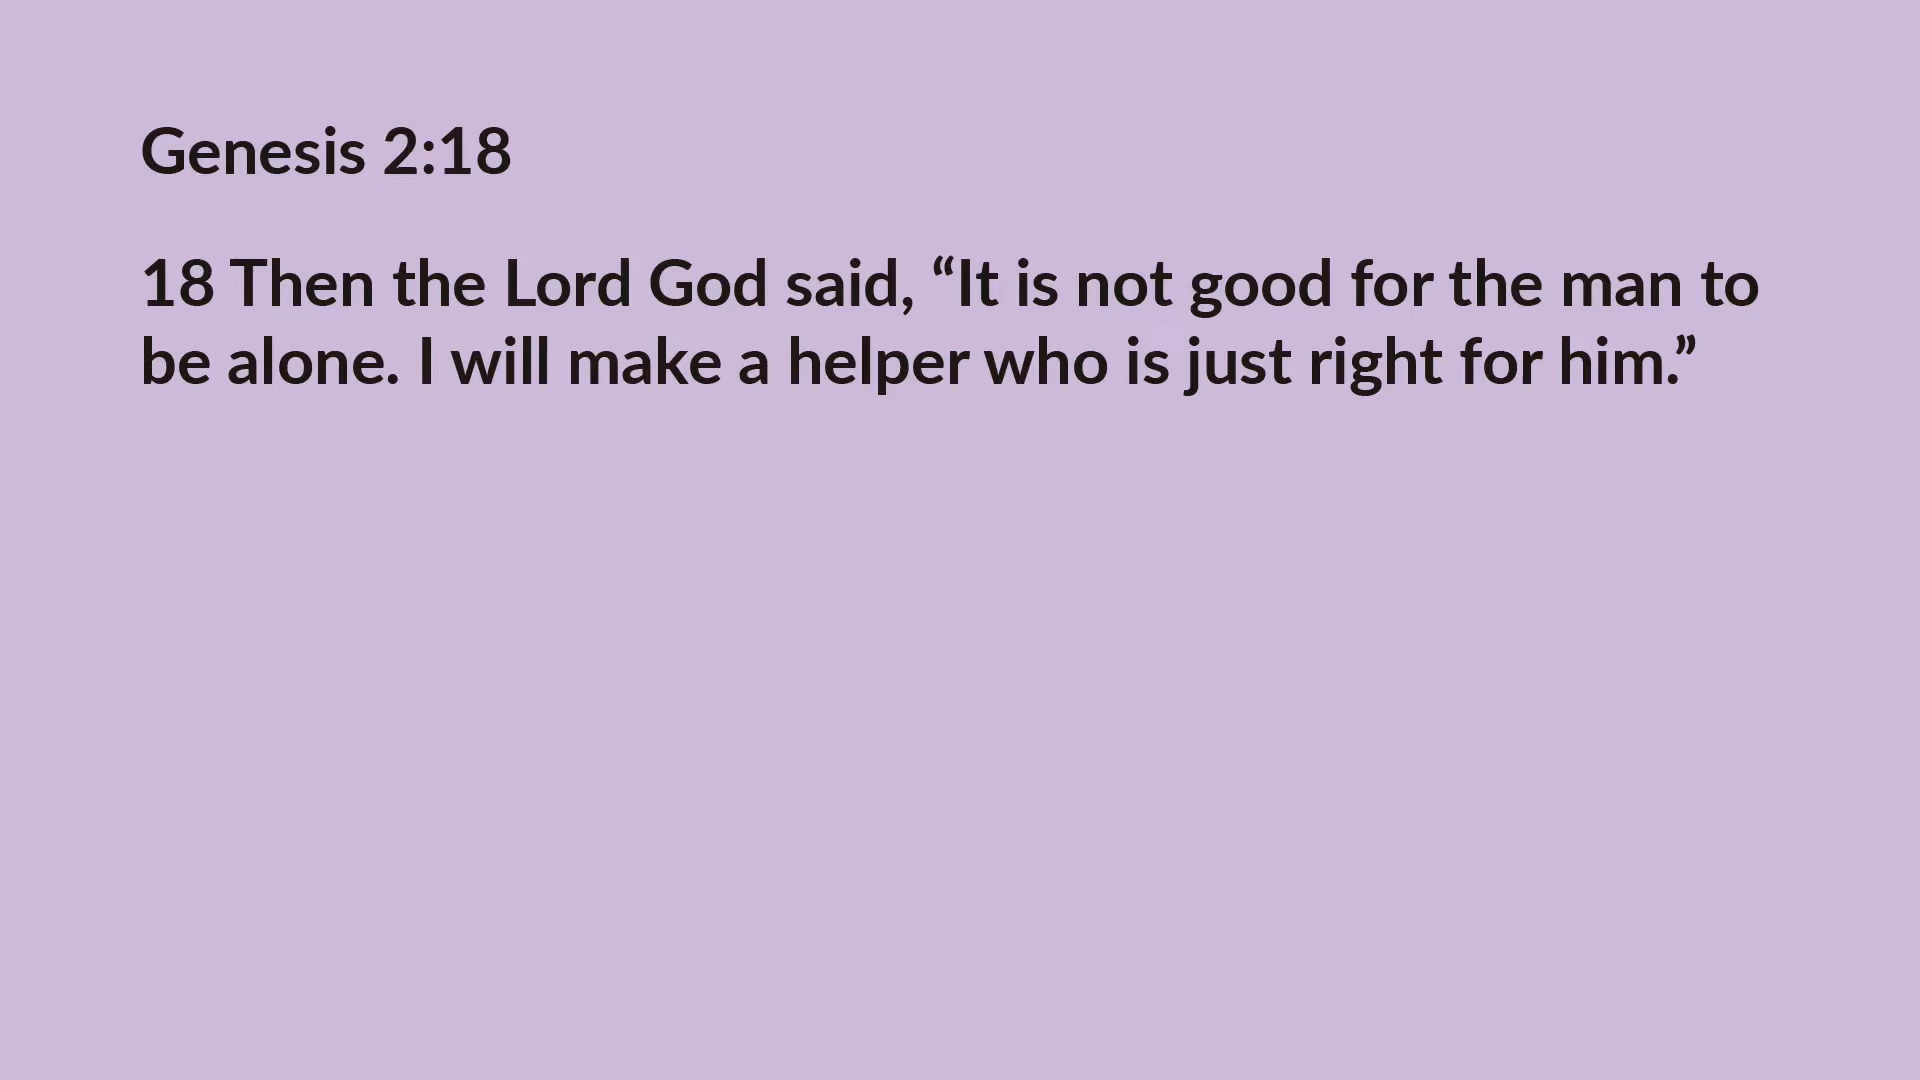 Genesis 2:18
18 Then the Lord God said, “It is not good for the man to
be alone. I will make a helper who is just right for him.”